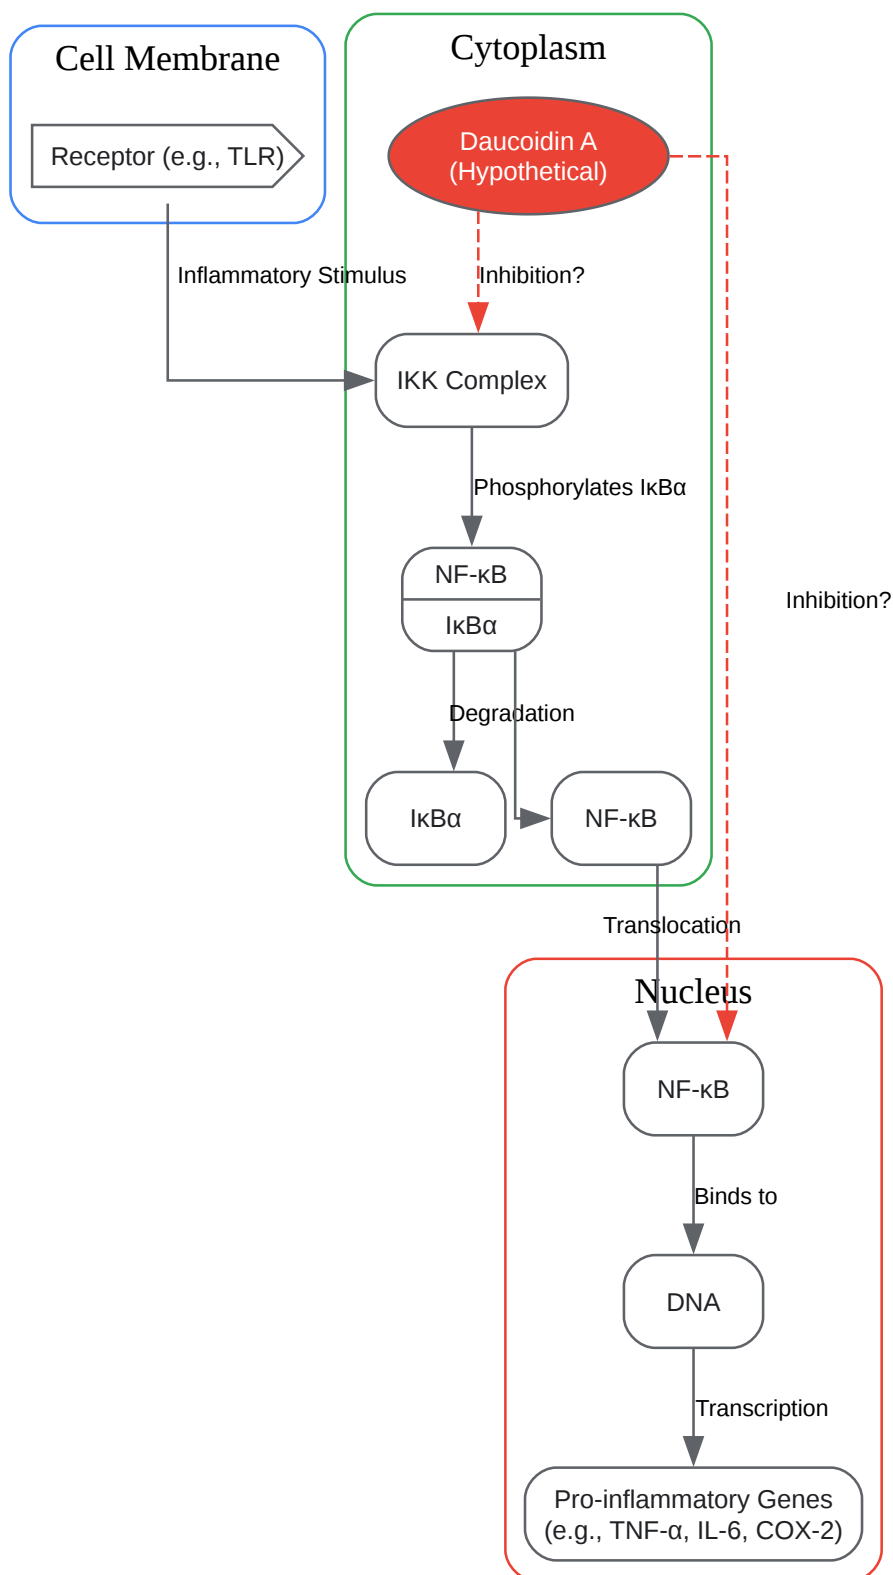 Cell Membrane
Cytoplasm
Receptor (e.g., TLR)
Daucoidin A
(Hypothetical)
Inflammatory Stimulus
Inhibition?
IKK Complex
Phosphorylates IκBα
NF-κB
IκBα
Inhibition?
Degradation
IκBα
NF-κB
Translocation
Nucleus
NF-κB
Binds to
DNA
Transcription
Pro-inflammatory Genes
(e.g., TNF-α, IL-6, COX-2)